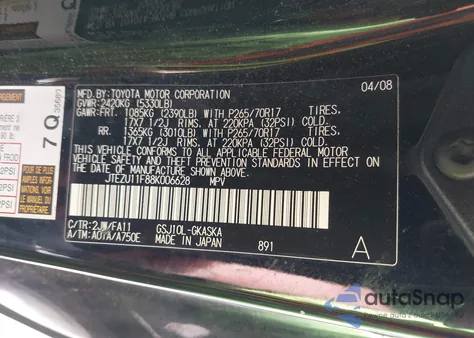 04/08
MFD. BY: TOYOTA MOTOR CORPORATION
GVWR: 2420KG (5330LB)
GAWR: FRT. 1085KG (2390LB) WITH P265/70R17 TIRES,
17X7 1/2J RIMS, AT 220KPA (32PSI) COLD.
RR. 1365KG (3010LB) WITH P265/70R17 TIRES,
17X7 1/2J RIMS, AT 220KPA (32PSI) COLD.
THIS VEHICLE CONFORMS TO ALL APPLICABLE
FEDERAL MOTOR VEHICLE SAFETY AND
THEFT PREVENTION STANDARDS IN EFFECT ON
THE DATE OF MANUFACTURE SHOWN ABOVE.
JTEZU11F88K006628 MPV
C/TR: 2JW/FA11 GSJ10L-GKASKA
A/TM: A01A/A750E MADE IN JAPAN 891 A
7 Q
autoSnap